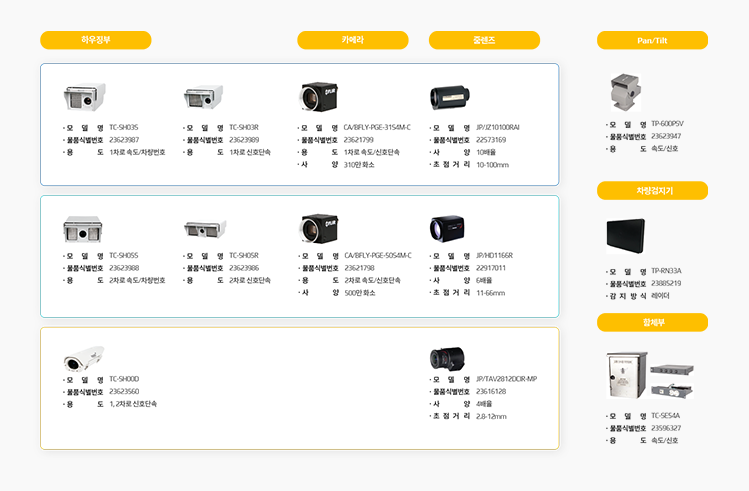 하우징부
카메라
줌렌즈
Pan/Tilt
· 모 델 명 TC-SH03S
· 물품식별번호 23623987
· 용 도 1차로 속도/차량번호
· 모 델 명 TC-SH03R
· 물품식별번호 23623989
· 용 도 1차로 신호단속
· 모 델 명 CA/BFLY-PGE-31S4M-C
· 물품식별번호 23621799
· 용 도 1차로 속도/신호단속
· 사 양 310만 화소
· 모 델 명 JP/JZ10100RAI
· 물품식별번호 22573169
· 사 양 10배율
· 초 점 거 리 10-100mm
· 모 델 명 TP-600PSV
· 물품식별번호 23623947
· 용 도 속도/신호
차량검지기
· 모 델 명 TC-SH05S
· 물품식별번호 23623988
· 용 도 2차로 속도/차량번호
· 모 델 명 TC-SH05R
· 물품식별번호 23623986
· 용 도 2차로 신호단속
· 모 델 명 CA/BFLY-PGE-50S4M-C
· 물품식별번호 23621798
· 용 도 2차로 속도/신호단속
· 사 양 500만 화소
· 모 델 명 JP/HD1166R
· 물품식별번호 22917011
· 사 양 6배율
· 초 점 거 리 11-66mm
· 모 델 명 TP-RN33A
· 물품식별번호 23885219
· 감 지 방 식 레이더
함체부
· 모 델 명 TC-SH00D
· 물품식별번호 23623560
· 용 도 1, 2차로 신호단속
· 모 델 명 JP/TAV2812DCIR-MP
· 물품식별번호 23616128
· 사 양 4배율
· 초 점 거 리 2.8-12mm
· 모 델 명 TC-SES4A
· 물품식별번호 23596327
· 용 도 속도/신호